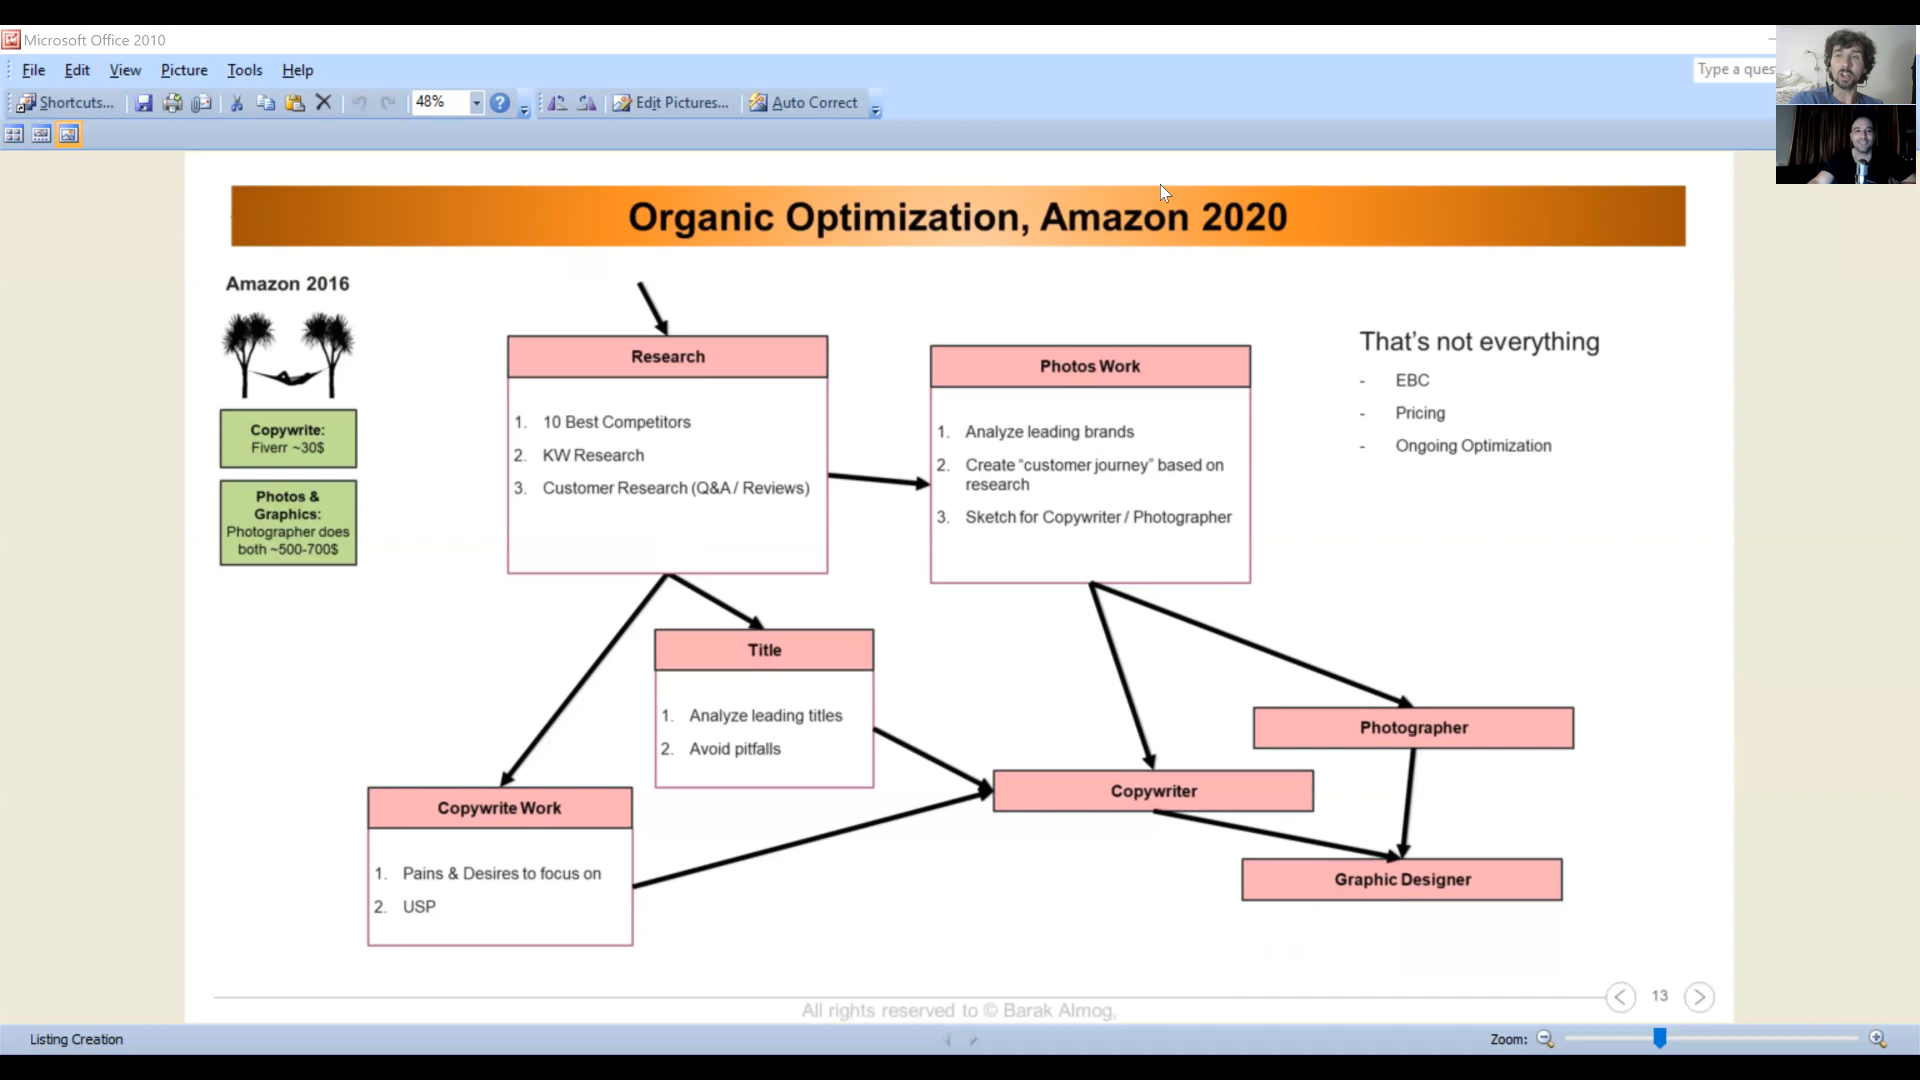 Microsoft Office 2010
File Edit View Picture Tools Help
Type a ques
Shortcuts... 48% Edit Pictures... Auto Correct
Organic Optimization, Amazon 2020
Amazon 2016
Copywrite:
Fiverr ~30$
Photos &
Graphics:
Photographer does
both ~500-700$
Research
1. 10 Best Competitors
2. KW Research
3. Customer Research (Q&A / Reviews)
Photos Work
1. Analyze leading brands
2. Create “customer journey” based on
research
3. Sketch for Copywriter / Photographer
That’s not everything
- EBC
- Pricing
- Ongoing Optimization
Title
1. Analyze leading titles
2. Avoid pitfalls
Photographer
Copywriter
Copywrite Work
1. Pains & Desires to focus on
2. USP
Graphic Designer
13
All rights reserved to © Barak Almog,
Listing Creation
Zoom: